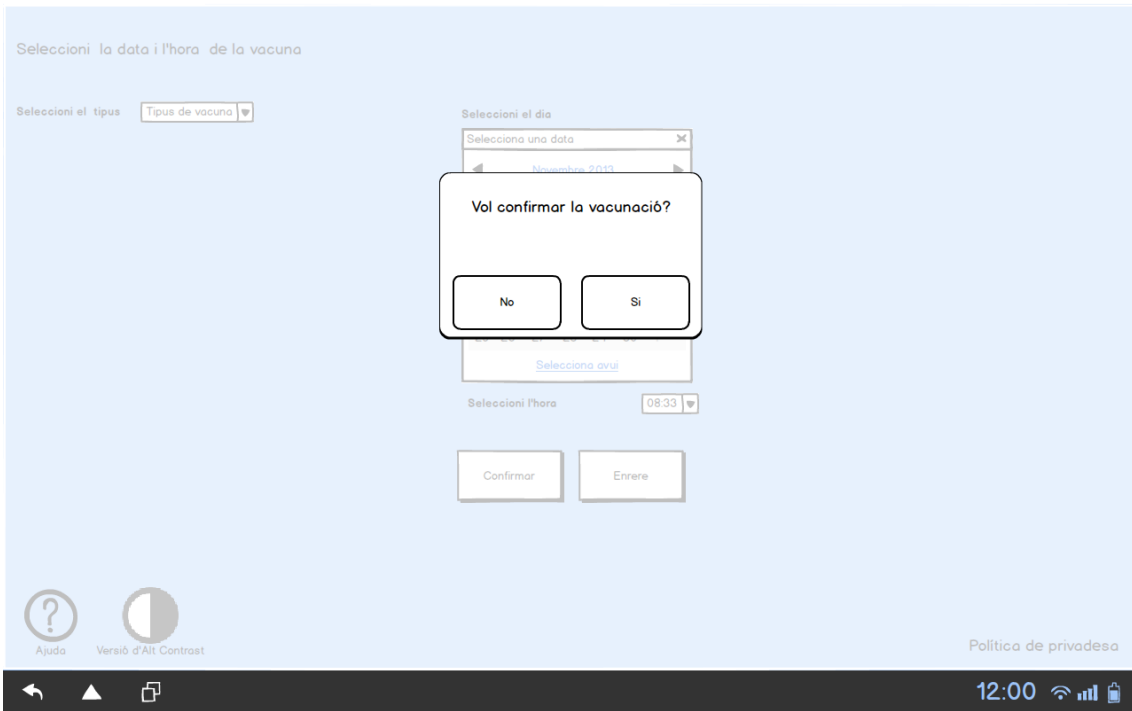 Seleccioni la data i l'hora de la vacuna
Seleccioni el tipus
Tipus de vacuna
Seleccioni el dia
Selecciona una data
Novembre 2013
Vol confirmar la vacunació?
No
Si
Selecciona avui
Seleccioni l'hora
08:33
Confirmar
Enrere
Ajuda
Versió d'Alt Contrast
Política de privadesa
12:00